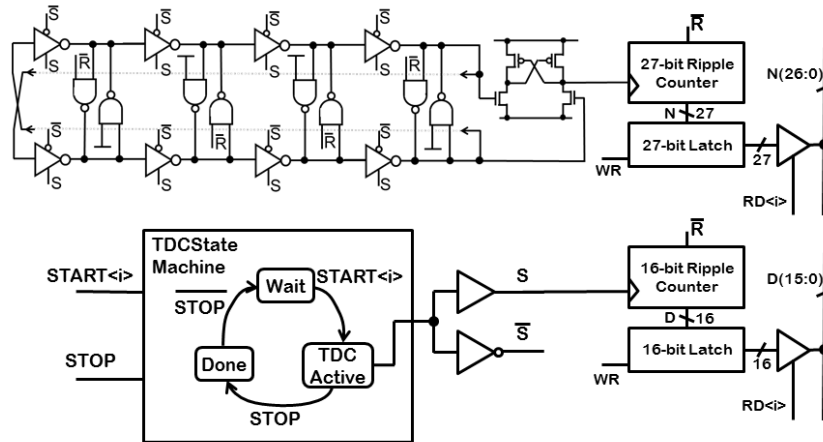 S̅ S̅ S̅ S̅
S S S S
R̅ R̅
R̅ R̅
S̅ S̅ S̅ S̅
S S S S
R̅
27-bit Ripple
Counter
N 27
27-bit Latch
WR
27
RD<i>
N(26:0)
TDCState
Machine
START<i>
STOP
S̅T̅O̅P̅
Wait
START<i>
Done
TDC
Active
STOP
S
S̅
R̅
16-bit Ripple
Counter
D 16
16-bit Latch
WR
16
RD<i>
D(15:0)